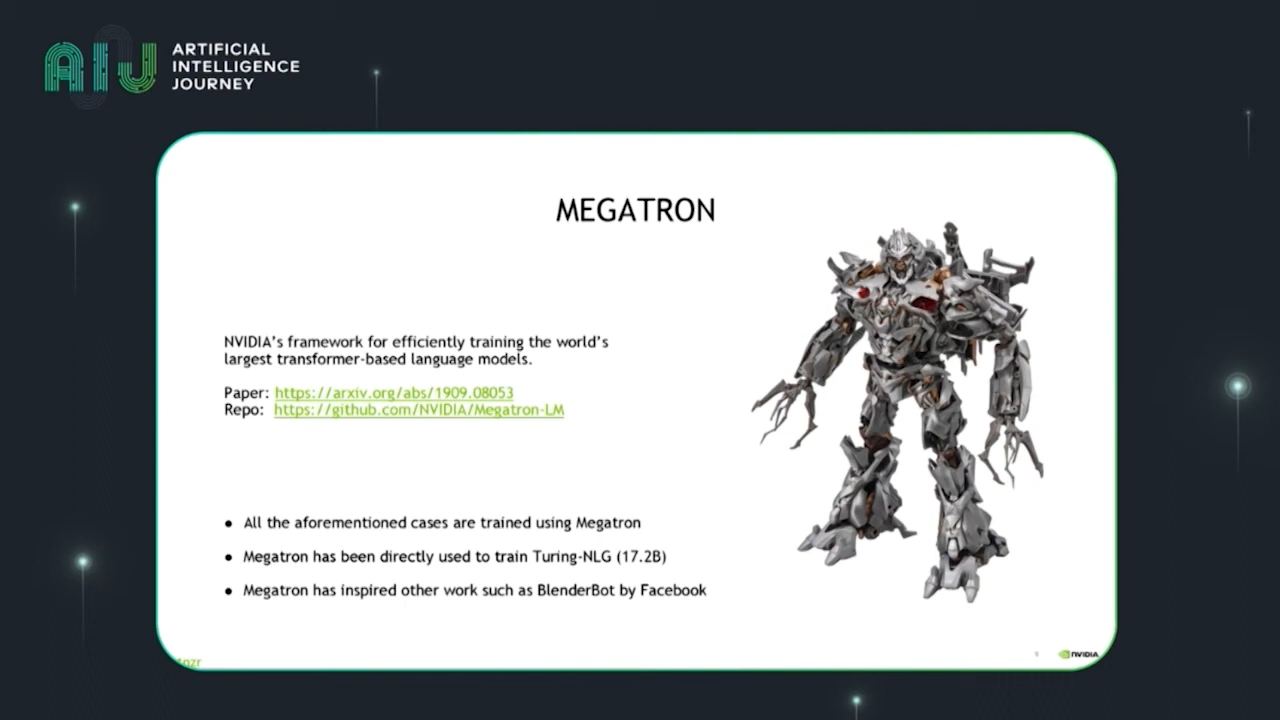 ARTIFICIAL
INTELLIGENCE
JOURNEY
MEGATRON
NVIDIA's framework for efficiently training the world's
largest transformer-based language models.
Paper: https://arxiv.org/abs/1909.08053
Repo: https://github.com/NVIDIA/Megatron-LM
● All the aforementioned cases are trained using Megatron
● Megatron has been directly used to train Turing-NLG (17.2B)
● Megatron has inspired other work such as BlenderBot by Facebook
NVIDIA